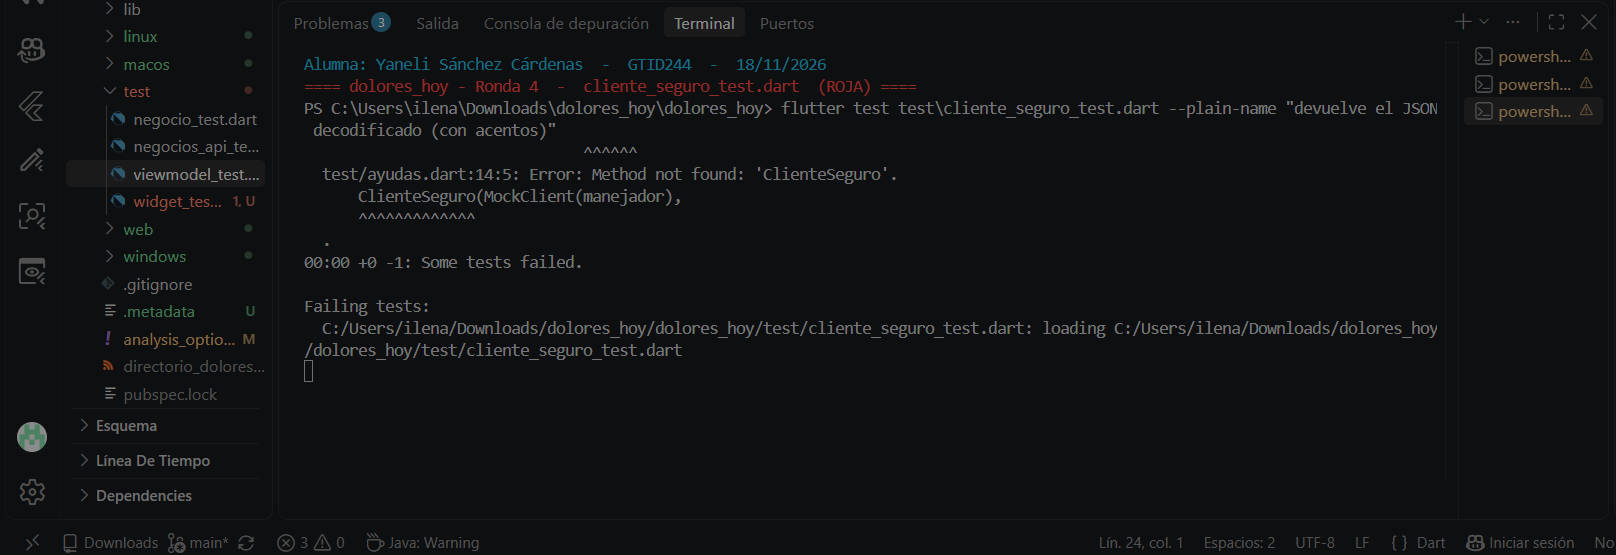 lib
linux
macos
test
negocio_test.dart
negocios_api_te...
viewmodel_test....
widget_tes... 1, U
web
windows
.gitignore
.metadata U
analysis_optio... M
directorio_dolores...
pubspec.lock
Esquema
Línea De Tiempo
Dependencies
Problemas 3 Salida Consola de depuración Terminal Puertos
Alumna: Yaneli Sánchez Cárdenas - GTID244 - 18/11/2026
==== dolores_hoy - Ronda 4 - cliente_seguro_test.dart (ROJA) ====
PS C:\Users\ilena\Downloads\dolores_hoy\dolores_hoy> flutter test test\cliente_seguro_test.dart --plain-name "devuelve el JSON
decodificado (con acentos)"
^^^^^^
test/ayudas.dart:14:5: Error: Method not found: 'ClienteSeguro'.
ClienteSeguro(MockClient(manejador),
^^^^^^^^^^^^^
.
00:00 +0 -1: Some tests failed.
Failing tests:
C:/Users/ilena/Downloads/dolores_hoy/dolores_hoy/test/cliente_seguro_test.dart: loading C:/Users/ilena/Downloads/dolores_hoy
/dolores_hoy/test/cliente_seguro_test.dart
powersh...
powersh...
powersh...
Downloads main* 3 0 Java: Warning Lín. 24, col. 1 Espacios: 2 UTF-8 LF { } Dart Iniciar sesión No